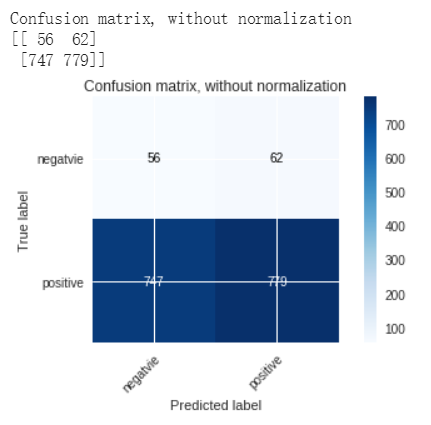 Confusion matrix, without normalization
[[ 56  62]
 [747 779]]
Confusion matrix, without normalization
negatvie
56
62
700
600
500
True label
400
positive
747
779
300
200
100
negatvie
positive
Predicted label